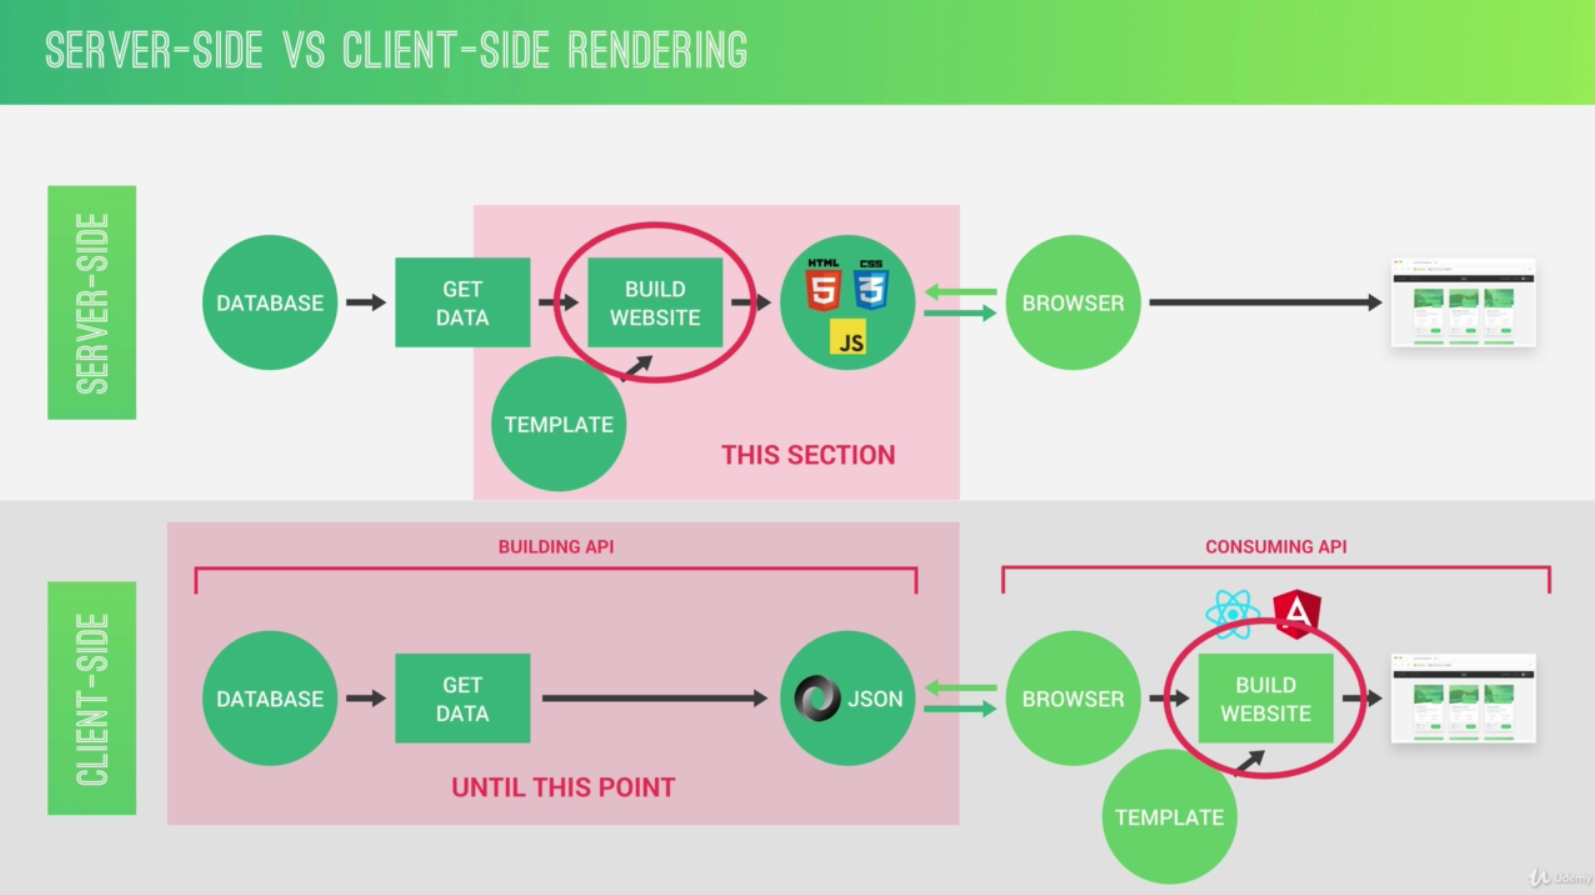 SERVER-SIDE VS CLIENT-SIDE RENDERING
SERVER-SIDE
DATABASE
GET
DATA
BUILD
WEBSITE
TEMPLATE
HTML
5
CSS
3
JS
BROWSER
THIS SECTION
CLIENT-SIDE
BUILDING API
DATABASE
GET
DATA
JSON
UNTIL THIS POINT
CONSUMING API
A
BROWSER
BUILD
WEBSITE
TEMPLATE
Udemy